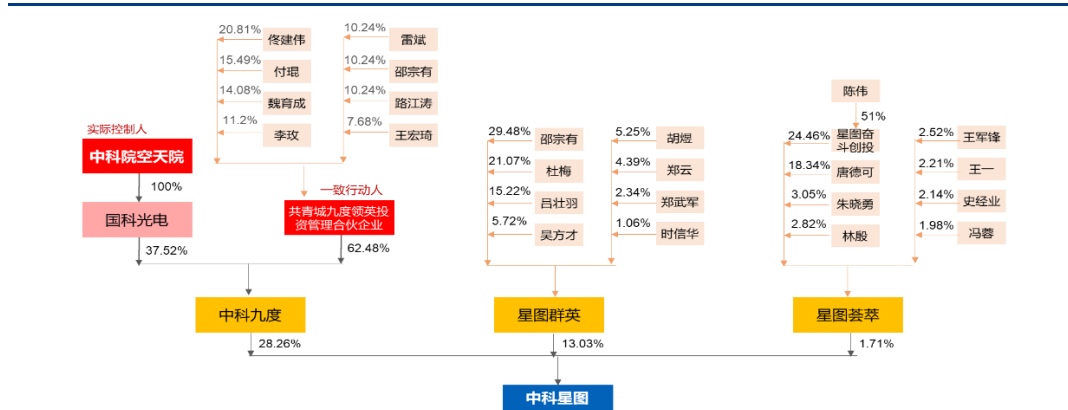 20.81%
佟建伟
15.49%
付琨
14.08%
魏育成
11.2%
李玫
10.24%
雷斌
10.24%
邵宗有
10.24%
路江涛
7.68%
王宏琦
实际控制人
中科院空天院
100%
国科光电
37.52%
一致行动人
共青城九度领英投
资管理合伙企业
62.48%
29.48%
邵宗有
21.07%
杜梅
15.22%
吕壮羽
5.72%
吴方才
5.25%
胡煜
4.39%
郑云
2.34%
郑武军
1.06%
时信华
陈伟
51%
24.46%
星图奋
斗创投
18.34%
唐德可
3.05%
朱晓勇
2.82%
林殷
2.52%
王军锋
2.21%
王一
2.14%
史经业
1.98%
冯蓉
中科九度
星图群英
星图荟萃
28.26%
13.03%
1.71%
中科星图